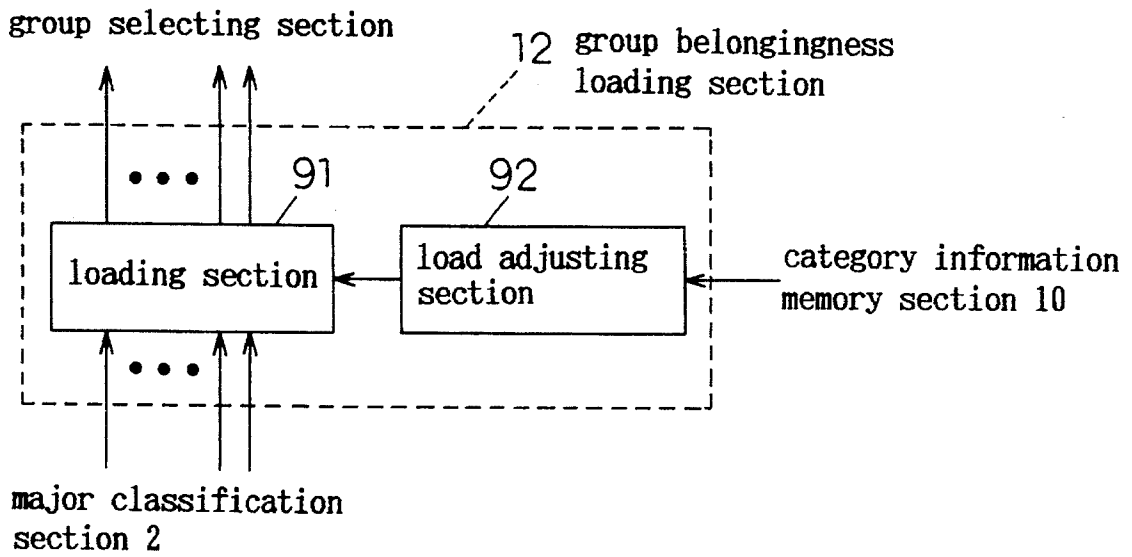 group selecting section
12 group belongingness
loading section
91
92
loading section
load adjusting
section
category information
memory section 10
major classification
section 2